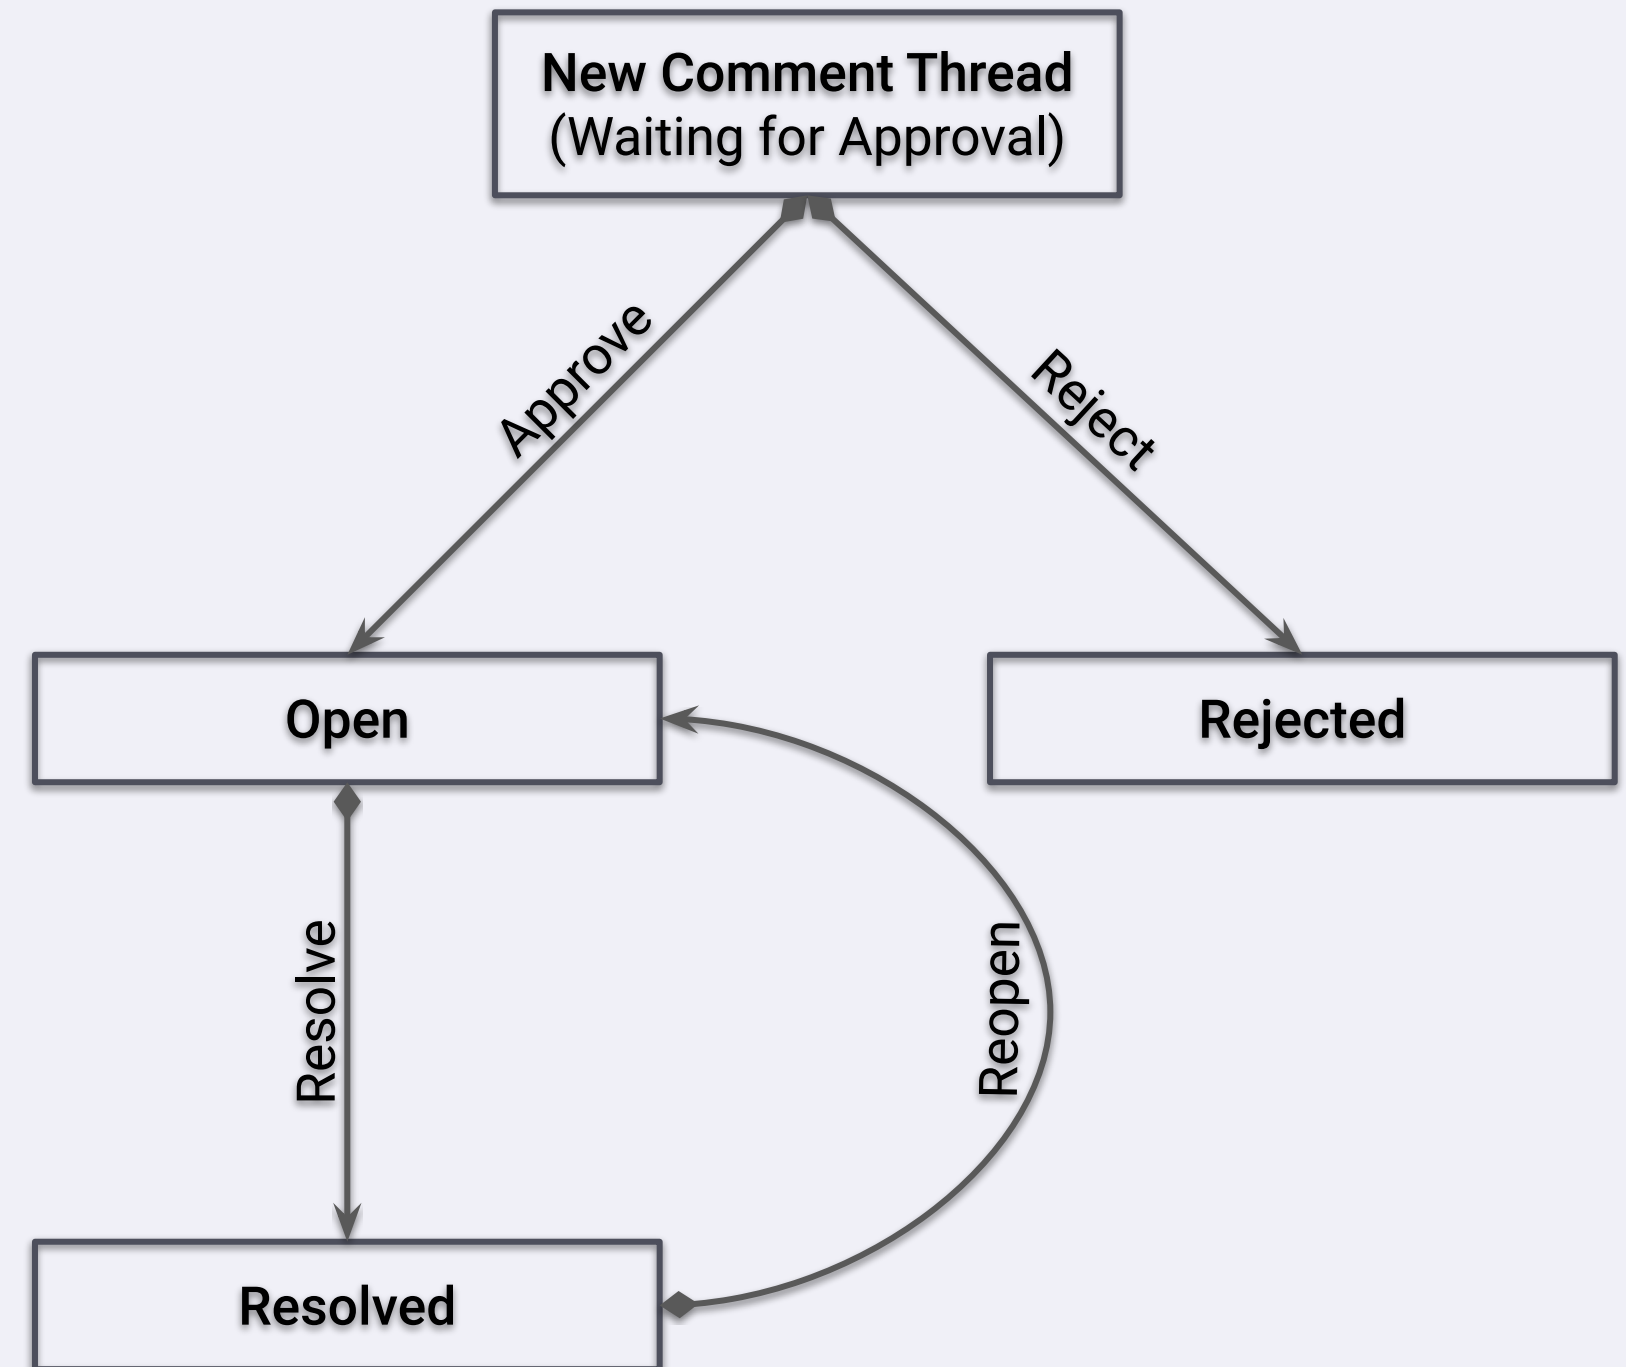 New Comment Thread
(Waiting for Approval)
Approve
Reject
Open
Rejected
Resolve
Reopen
Resolved